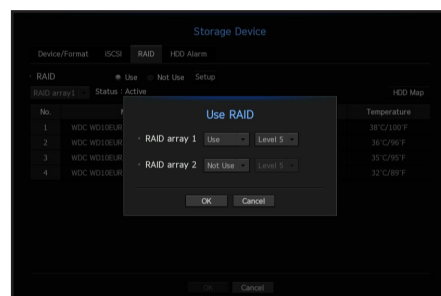 Storage Device
Device/Format iSCSI RAID HDD Alarm
RAID Use Not Use Setup
RAID array1 Status : Active HDD Map
No. Temperature
1 WDC WD10EUR 38°C/100°F
2 WDC WD10EUR 36°C/96°F
3 WDC WD10EUR 35°C/95°F
4 WDC WD10EUR 32°C/89°F
Use RAID
RAID array 1 Use Level 5
RAID array 2 Not Use Level 5
OK Cancel
OK Cancel